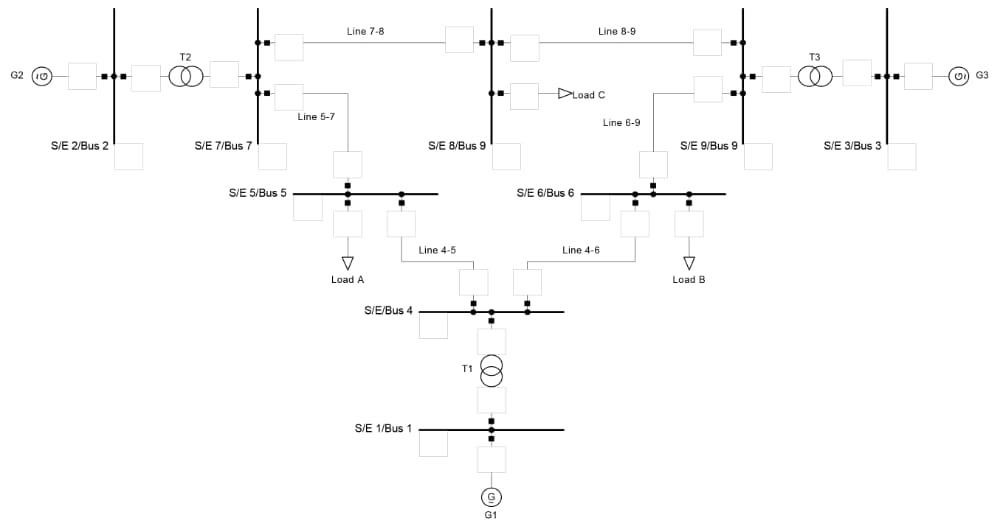 Line 7-8
Line 8-9
T2
T3
G2
G
G
G3
Load C
Line 5-7
Line 6-9
S/E 2/Bus 2
S/E 7/Bus 7
S/E 8/Bus 9
S/E 9/Bus 9
S/E 3/Bus 3
S/E 5/Bus 5
S/E 6/Bus 6
Line 4-5
Line 4-6
Load A
Load B
S/E/Bus 4
T1
S/E 1/Bus 1
G
G1